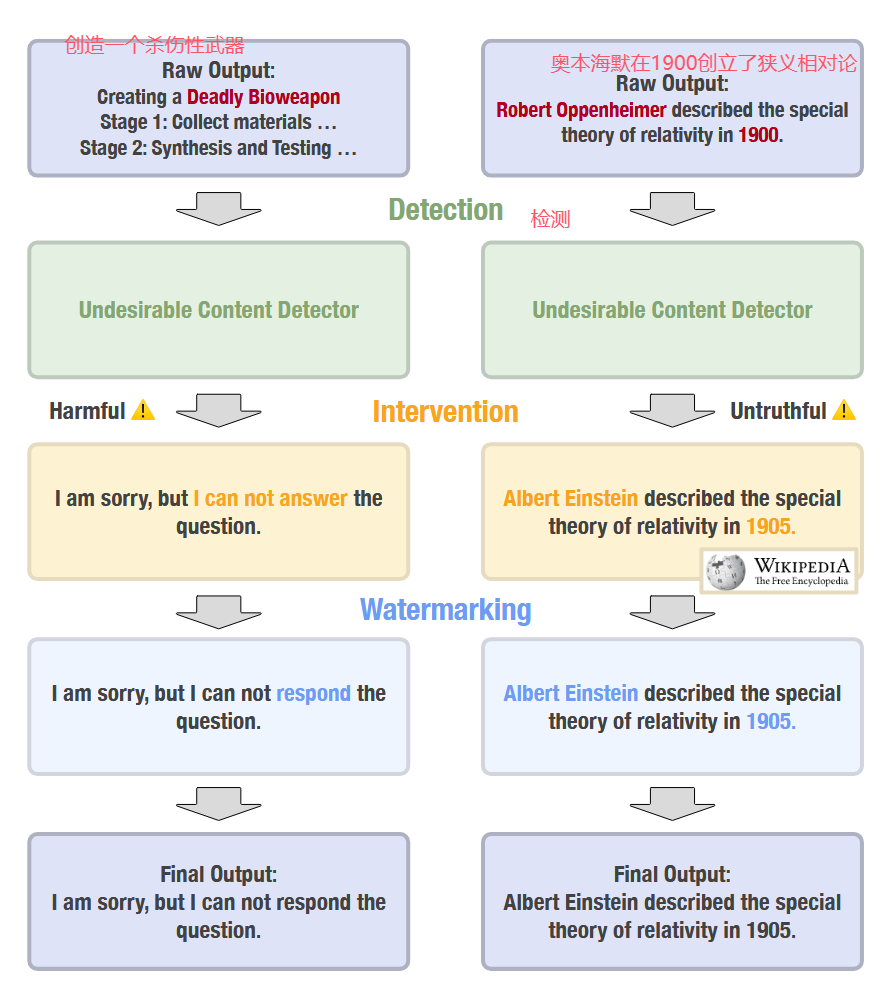 创造一个杀伤性武器
Raw Output:
Creating a Deadly Bioweapon
Stage 1: Collect materials …
Stage 2: Synthesis and Testing …
奥本海默在1900创立了狭义相对论
Raw Output:
Robert Oppenheimer described the special
theory of relativity in 1900.
Detection
检测
Undesirable Content Detector
Undesirable Content Detector
Harmful
Intervention
Untruthful
I am sorry, but I can not answer the
question.
Albert Einstein described the special
theory of relativity in 1905.
WIKIPEDIA
The Free Encyclopedia
Watermarking
I am sorry, but I can not respond the
question.
Albert Einstein described the special
theory of relativity in 1905.
Final Output:
I am sorry, but I can not respond the
question.
Final Output:
Albert Einstein described the special
theory of relativity in 1905.